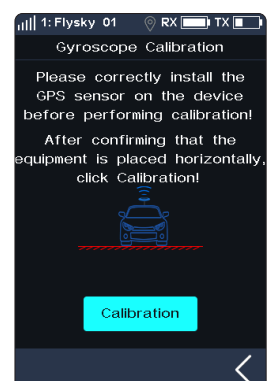 1: Flysky 01 RX TX
Gyroscope Calibration
Please correctly install the
GPS sensor on the device
before performing calibration!
After confirming that the
equipment is placed horizontally,
click Calibration!
Calibration